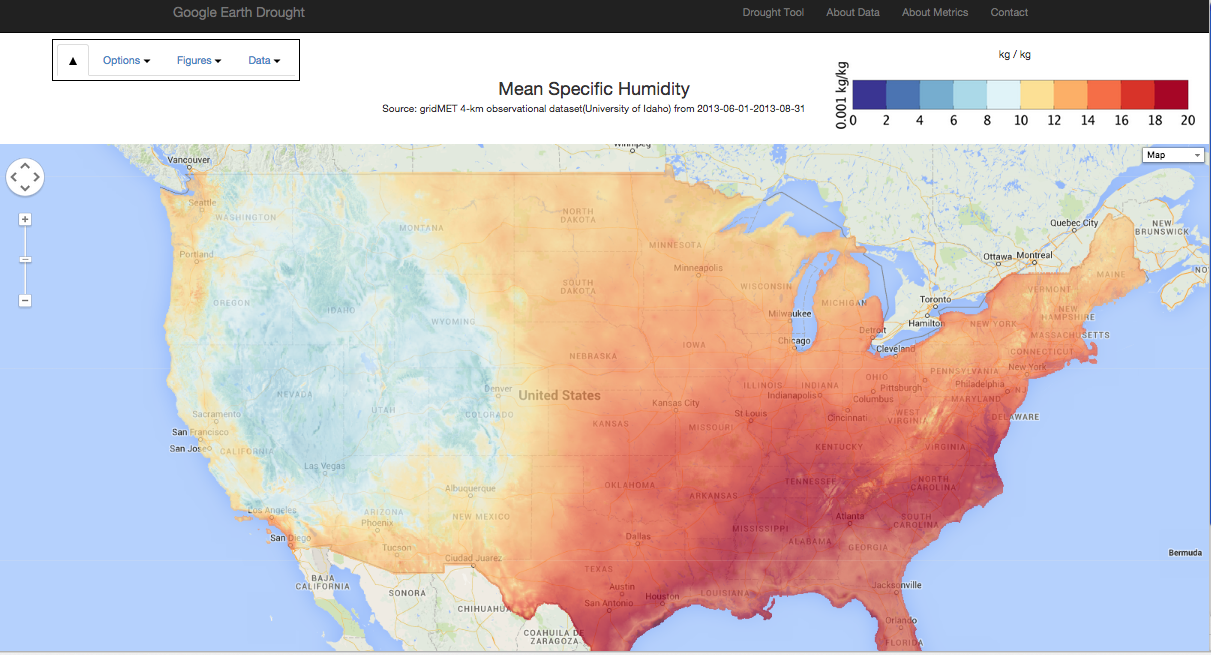 Google Earth Drought
Drought Tool About Data About Metrics Contact
▲ Options Figures Data
kg / kg
Mean Specific Humidity
Source: gridMET 4-km observational dataset(University of Idaho) from 2013-06-01-2013-08-31
0.001 kg/kg
0 2 4 6 8 10 12 14 16 18 20
Map
Winnipeg
Vancouver
Seattle
WASHINGTON
Portland
OREGON
IDAHO
MONTANA
WYOMING
NORTH
DAKOTA
SOUTH
DAKOTA
MINNESOTA
Minneapolis
WISCONSIN
Milwaukee
MICHIGAN
Detroit
Chicago
Cleveland
Toronto
Hamilton
Ottawa
Montreal
Quebec City
NEW
BRUNSWICK
MAINE
VERMONT
NEW
HAMPSHIRE
MASSACHUSETTS
CONNECTICUT
NEW YORK
New York
PENNSYLVANIA
Philadelphia
NJ
MARYLAND
DELAWARE
NO
NEBRASKA
IOWA
ILLINOIS
INDIANA
Indianapolis
OHIO
Columbus
Pittsburgh
Cincinnati
WEST
VIRGINIA
VIRGINIA
KENTUCKY
St Louis
MISSOURI
Kansas City
KANSAS
United States
Denver
COLORADO
UTAH
NEVADA
Sacramento
San Francisco
San Jose
CALIFORNIA
Las Vegas
Los Angeles
San Diego
ARIZONA
Phoenix
Tucson
Albuquerque
NEW MEXICO
Ciudad Juarez
OKLAHOMA
ARKANSAS
TENNESSEE
NORTH
CAROLINA
SOUTH
CAROLINA
Atlanta
MISSISSIPPI
ALABAMA
GEORGIA
Dallas
TEXAS
Austin
San Antonio
Houston
LOUISIANA
Jacksonville
Orlando
FLORIDA
Bermuda
BAJA
CALIFORNIA
SONORA
CHIHUAHUA
COAHUILA DE
ZARAGOZA